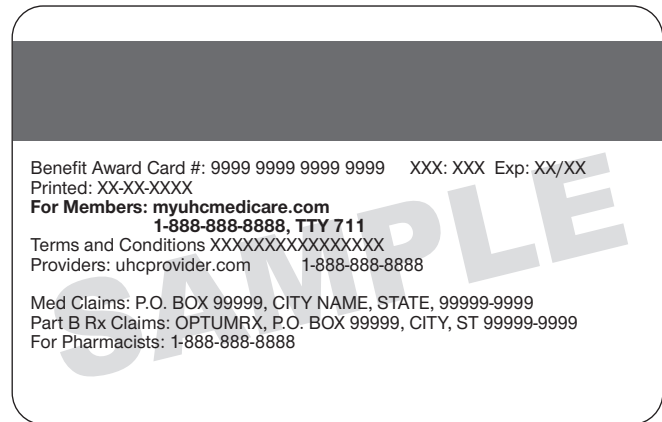 Benefit Award Card #: 9999 9999 9999 9999 XXX: XXX Exp: XX/XX
Printed: XX-XX-XXXX
For Members: myuhcmedicare.com
1-888-888-8888, TTY 711
Terms and Conditions XXXXXXXXXXXXXXXX
Providers: uhcprovider.com 1-888-888-8888
Med Claims: P.O. BOX 99999, CITY NAME, STATE, 99999-9999
Part B Rx Claims: OPTUMRX, P.O. BOX 99999, CITY, ST 99999-9999
For Pharmacists: 1-888-888-8888
SAMPLE